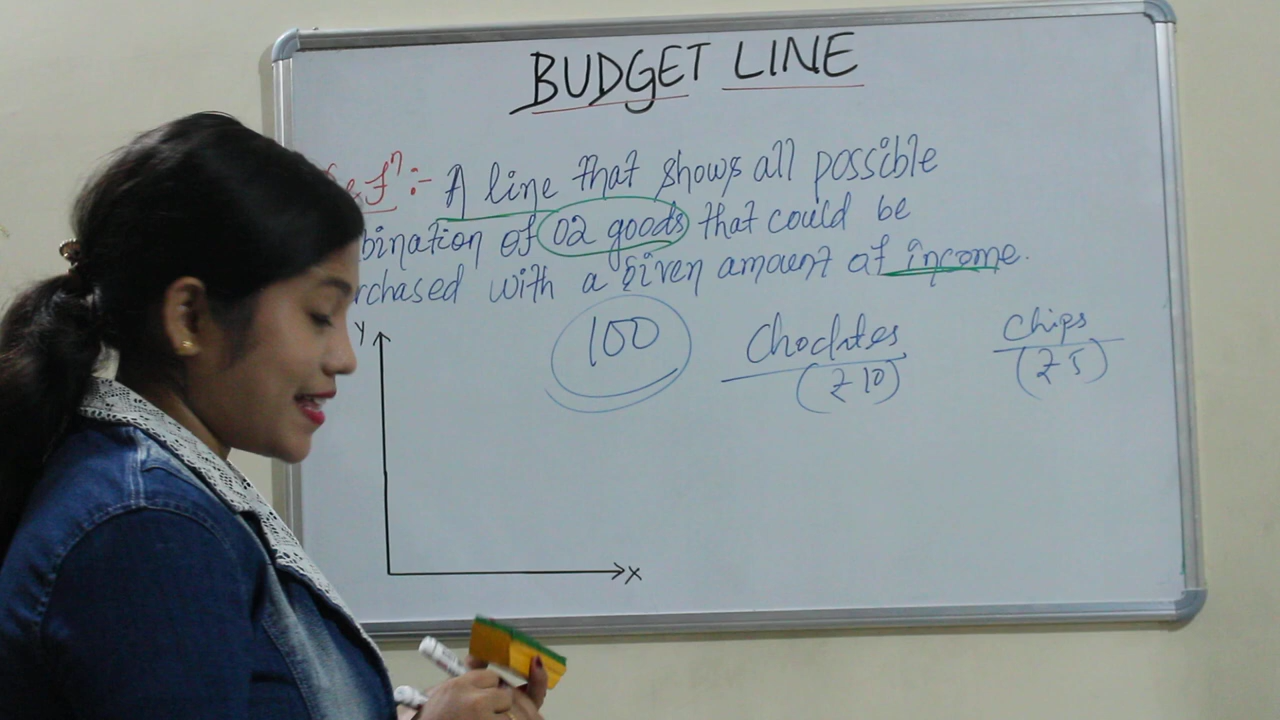 BUDGET LINE
Defⁿ :- A line that shows all possible
bination of 02 goods that could be
rchased with a given amount of income.
Y 100 Choclates Chips
(₹ 10) (₹ 5)
X